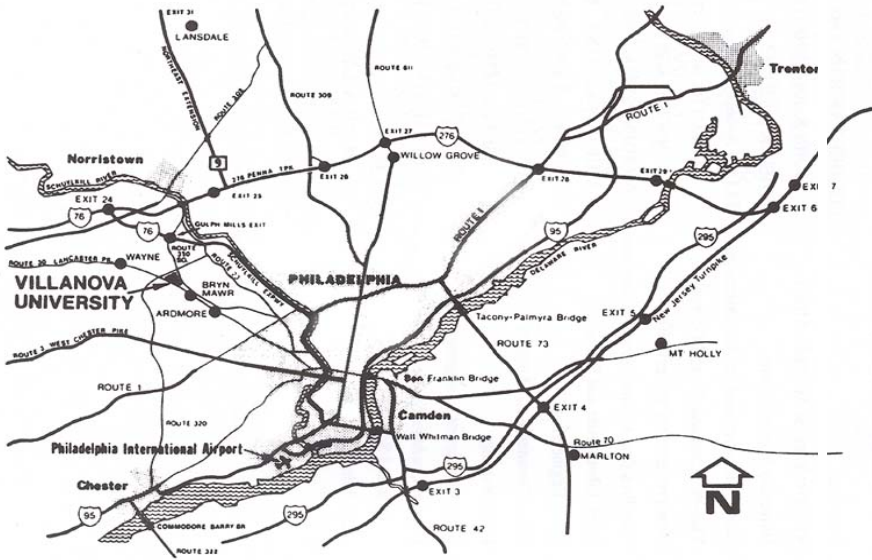 EXIT 31
LANSDALE
NORTHEAST EXTENSION
ROUTE 309
ROUTE 611
Trenton
ROUTE 1
EXIT 27
276
WILLOW GROVE
Norristown
9
276 PENNA TPK
EXIT 26
EXIT 25
EXIT 28
EXIT 29
EXIT 7
EXIT 6
SCHUYLKILL RIVER
EXIT 24
76
GULPH MILLS EXIT
76
ROUTE 1
95
295
DELAWARE RIVER
WAYNE
ROUTE 23
SCHUYLKILL EXPWY
PHILADELPHIA
VILLANOVA
UNIVERSITY
BRYN
MAWR
ARDMORE
EXIT 5
New Jersey Turnpike
Tacony-Palmyra Bridge
ROUTE 73
MT HOLLY
ROUTE 3 WEST CHESTER PIKE
Ben Franklin Bridge
ROUTE 1
Camden
EXIT 4
ROUTE 320
Walt Whitman Bridge
Route 70
MARLTON
Philadelphia International Airport
295
Chester
EXIT 3
N
95
295
COMMODORE BARRY BR
ROUTE 42
ROUTE 322